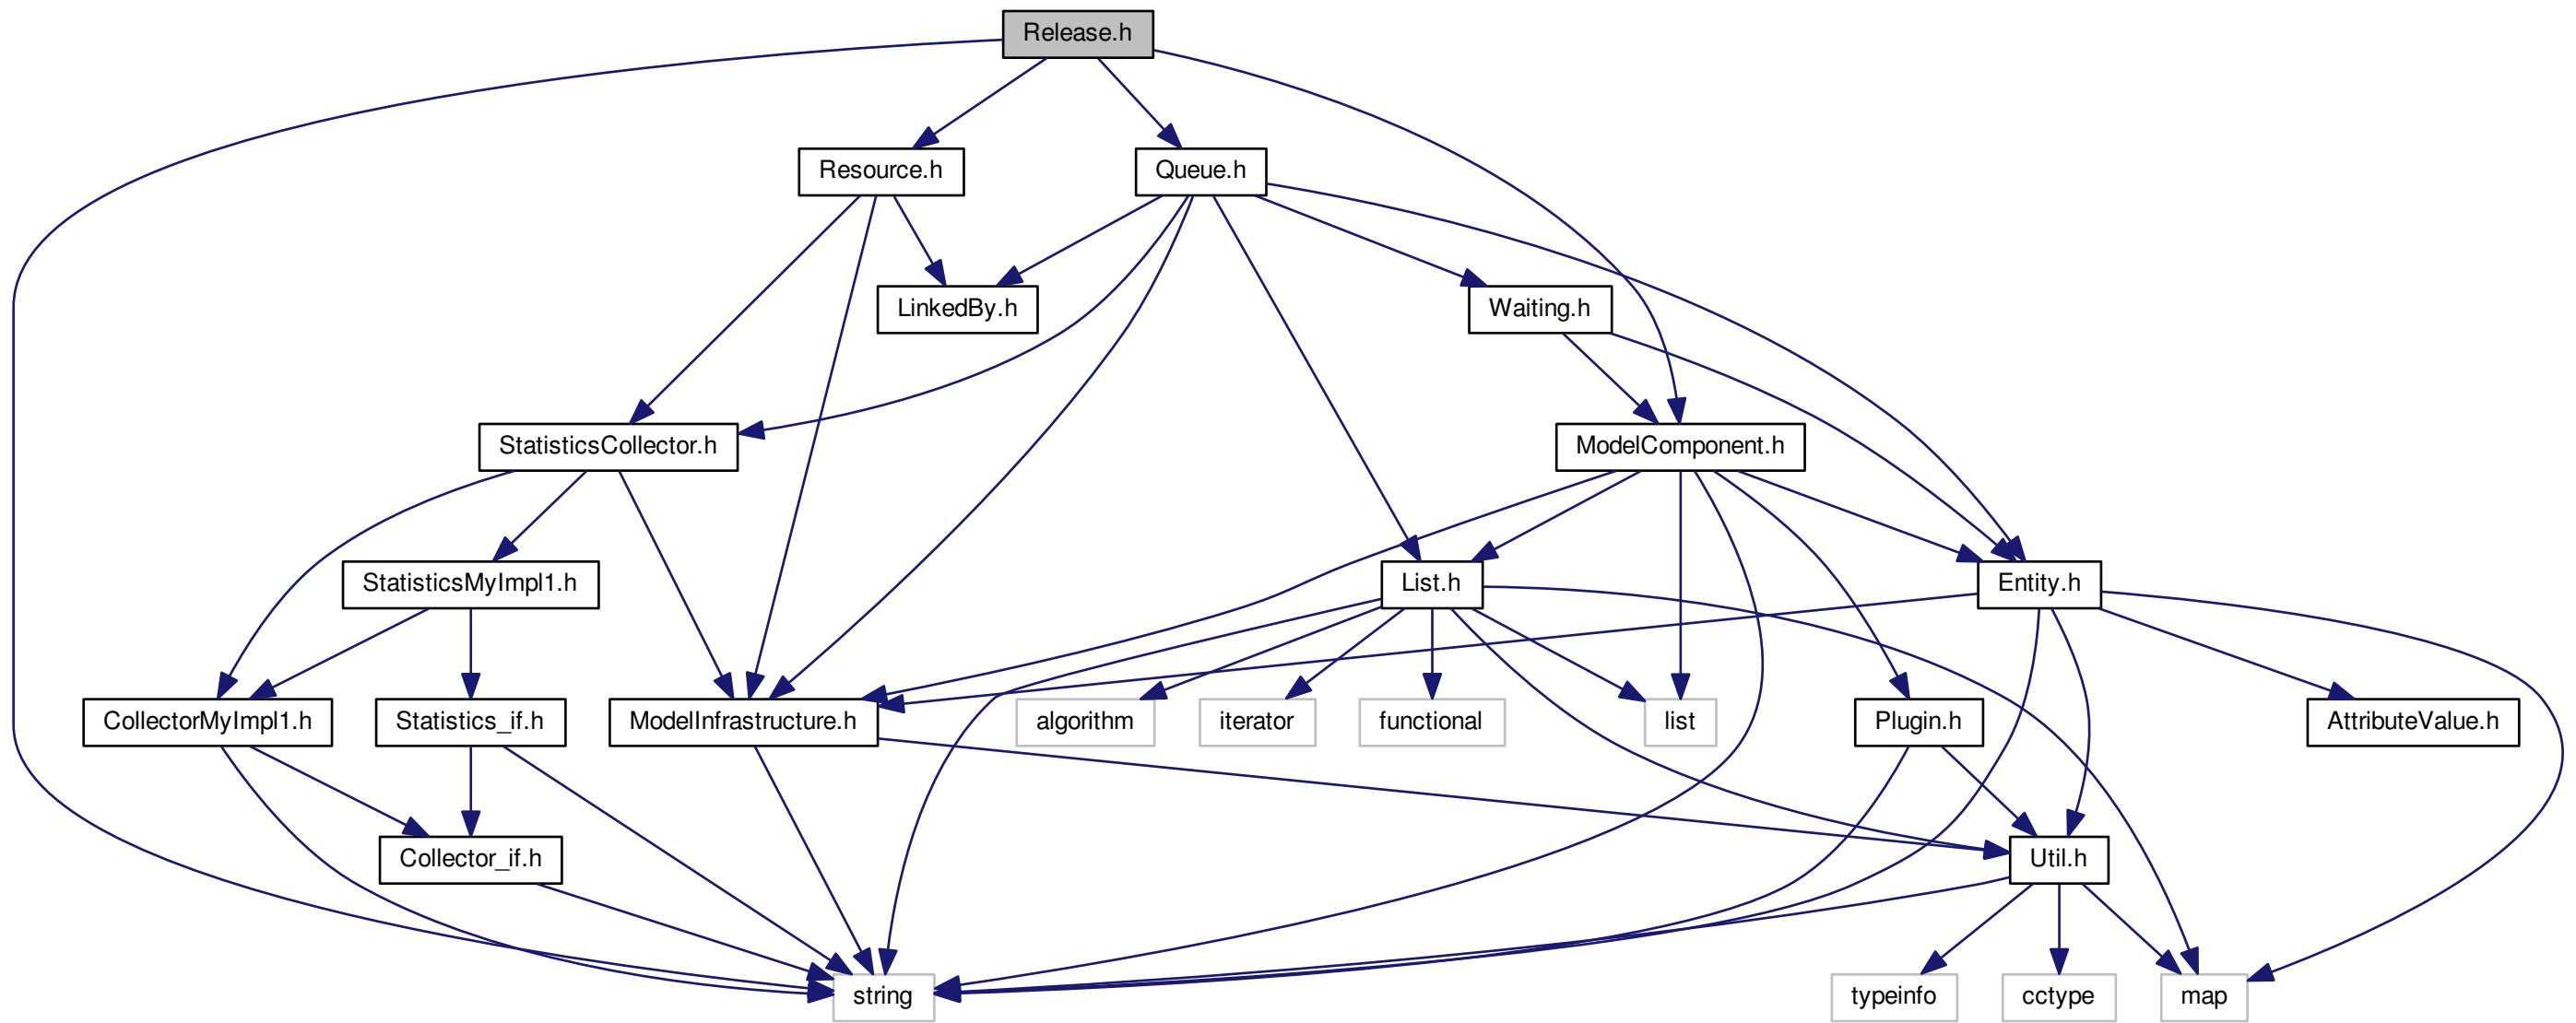 Release.h
Resource.h
Queue.h
LinkedBy.h
Waiting.h
StatisticsCollector.h
ModelComponent.h
StatisticsMyImpl1.h
List.h
Entity.h
CollectorMyImpl1.h
Statistics_if.h
ModelInfrastructure.h
algorithm
iterator
functional
list
Plugin.h
AttributeValue.h
Collector_if.h
Util.h
string
typeinfo
cctype
map